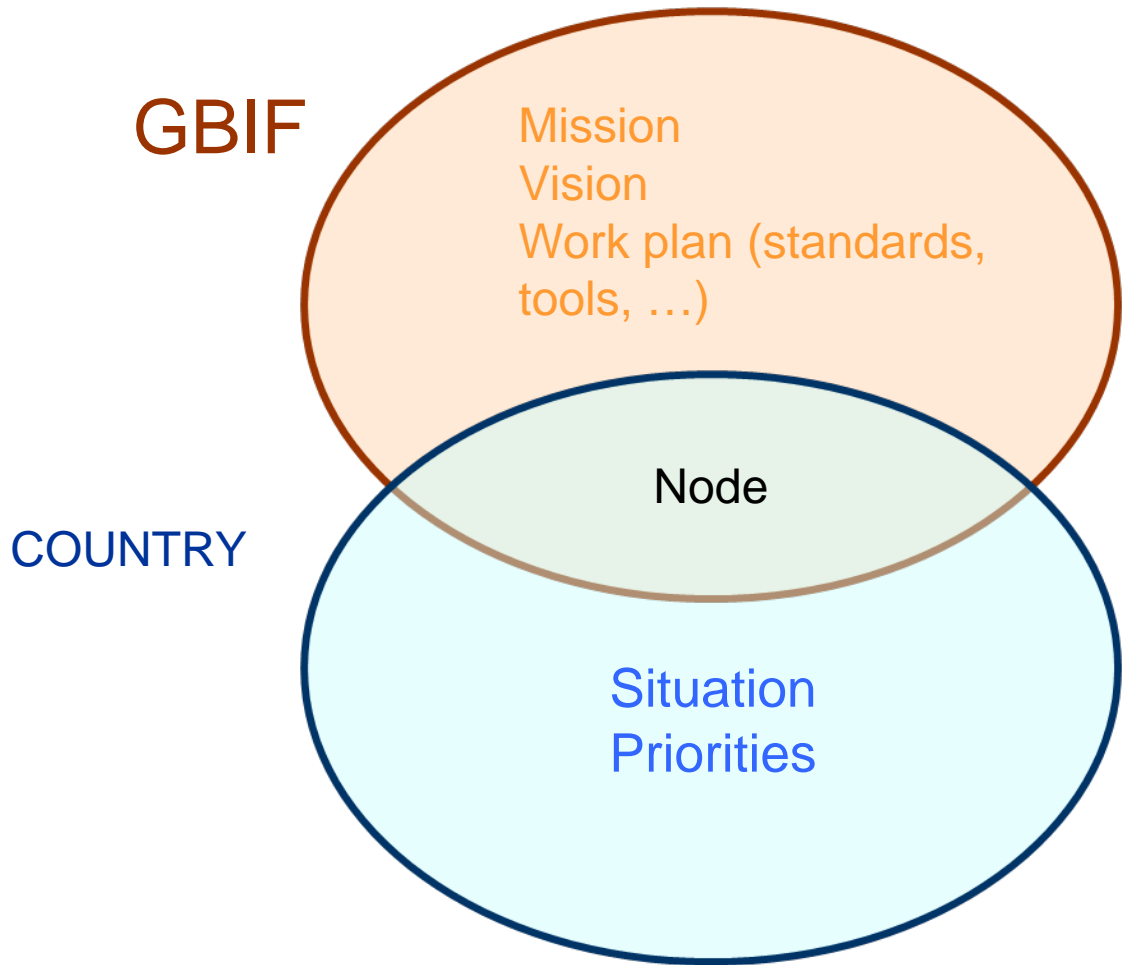 GBIF
Mission
Vision
Work plan (standards,
tools, …)
Node
COUNTRY
Situation
Priorities